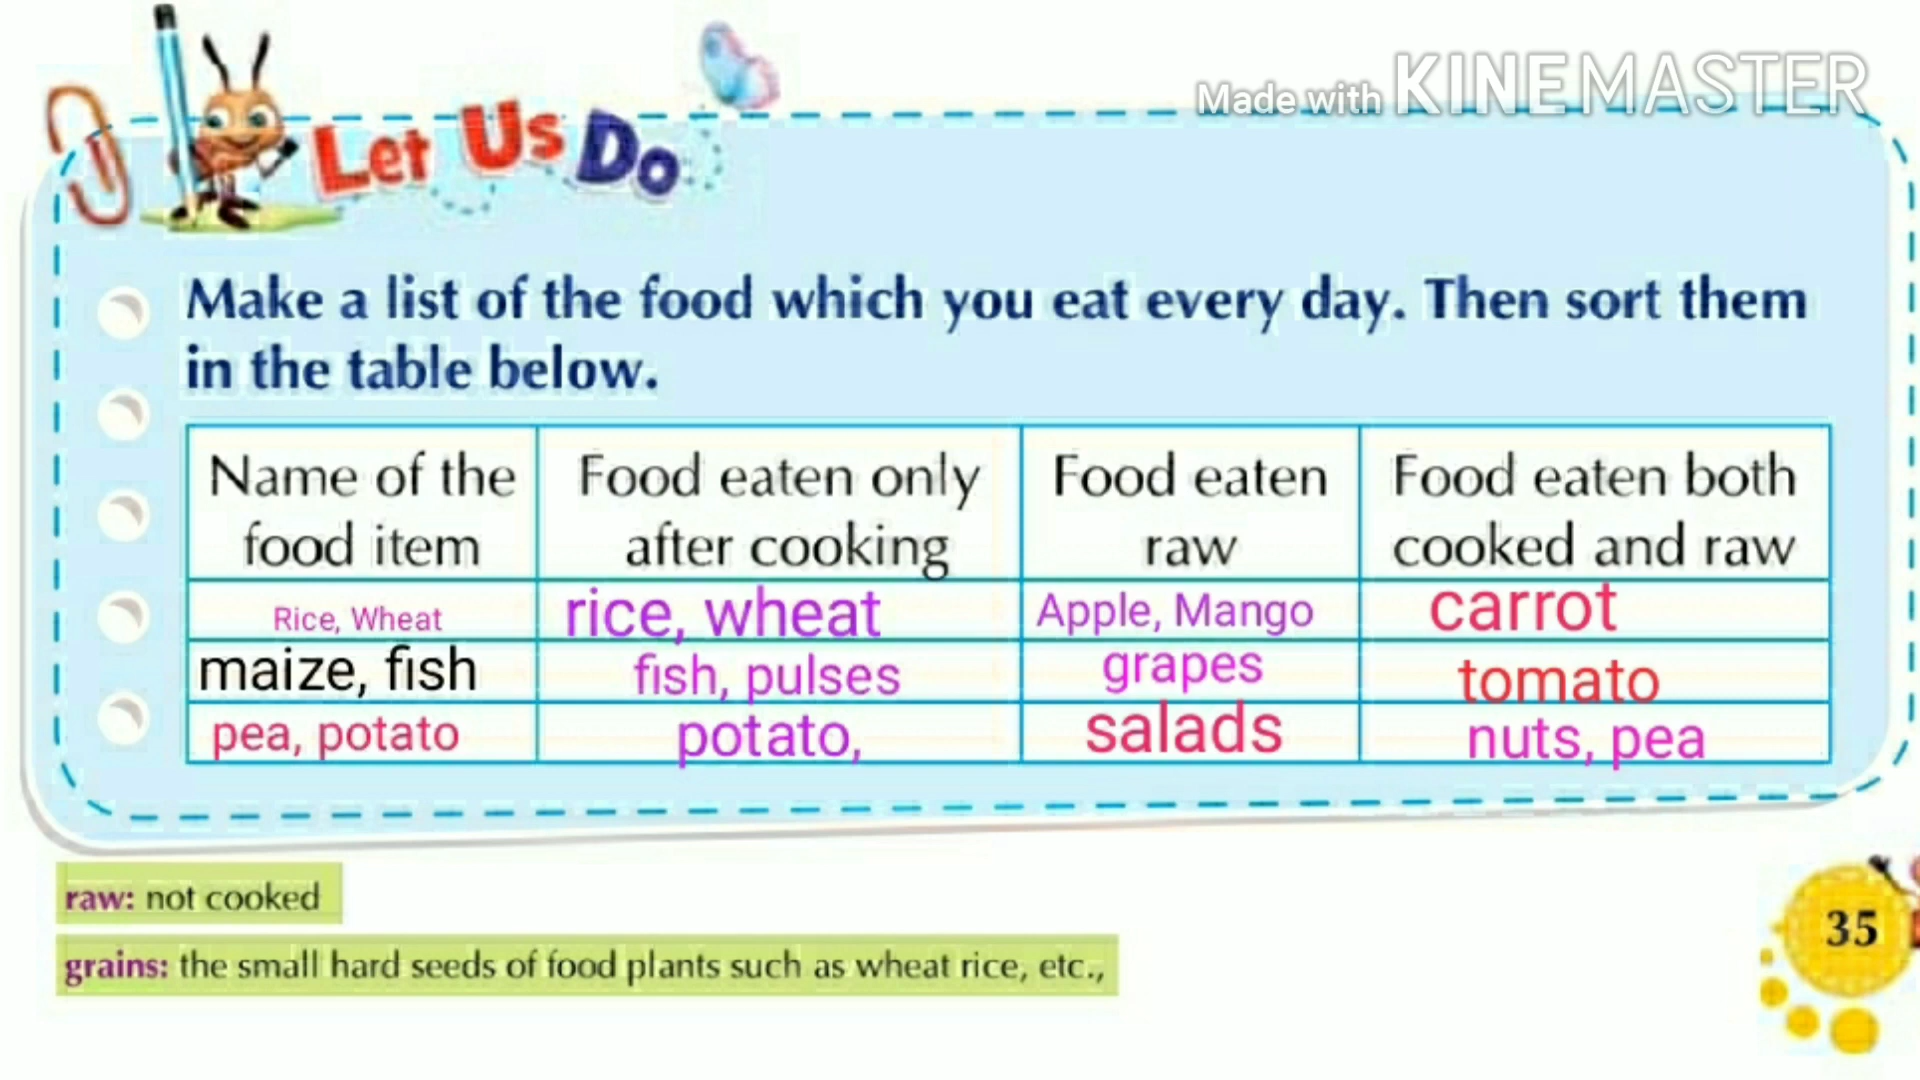 Made with KINEMASTER
Let Us Do
Make a list of the food which you eat every day. Then sort them
in the table below.
Name of the food item | Food eaten only after cooking | Food eaten raw | Food eaten both cooked and raw
Rice, Wheat | rice, wheat | Apple, Mango | carrot
maize, fish | fish, pulses | grapes | tomato
pea, potato | potato, | salads | nuts, pea
raw: not cooked
grains: the small hard seeds of food plants such as wheat rice, etc.,
35